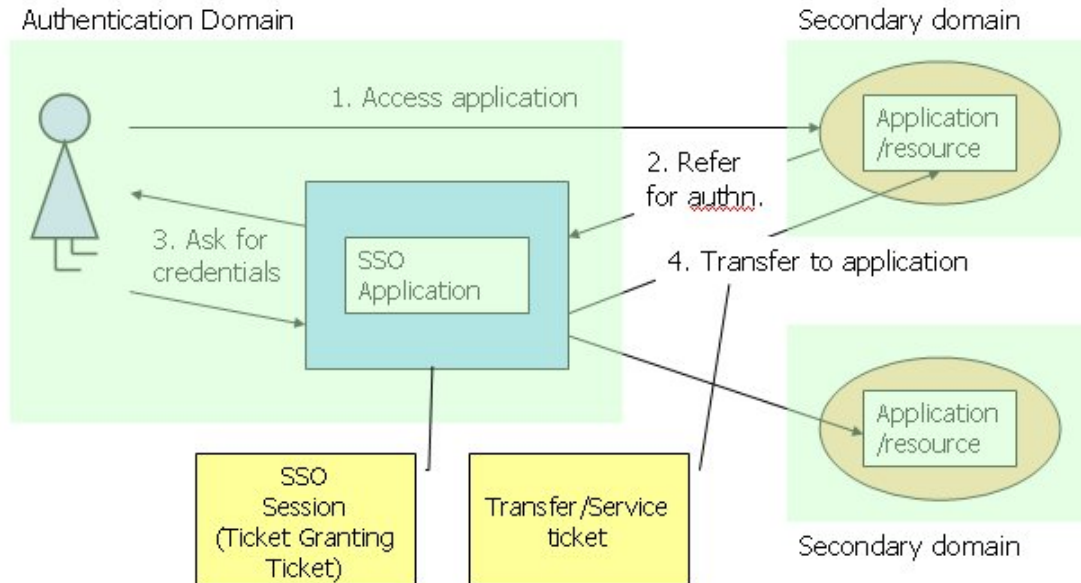 Authentication Domain
Secondary domain
1. Access application
Application
/resource
2. Refer
for authn.
3. Ask for
credentials
SSO
Application
4. Transfer to application
Application
/resource
SSO
Session
(Ticket Granting
Ticket)
Transfer/Service
ticket
Secondary domain